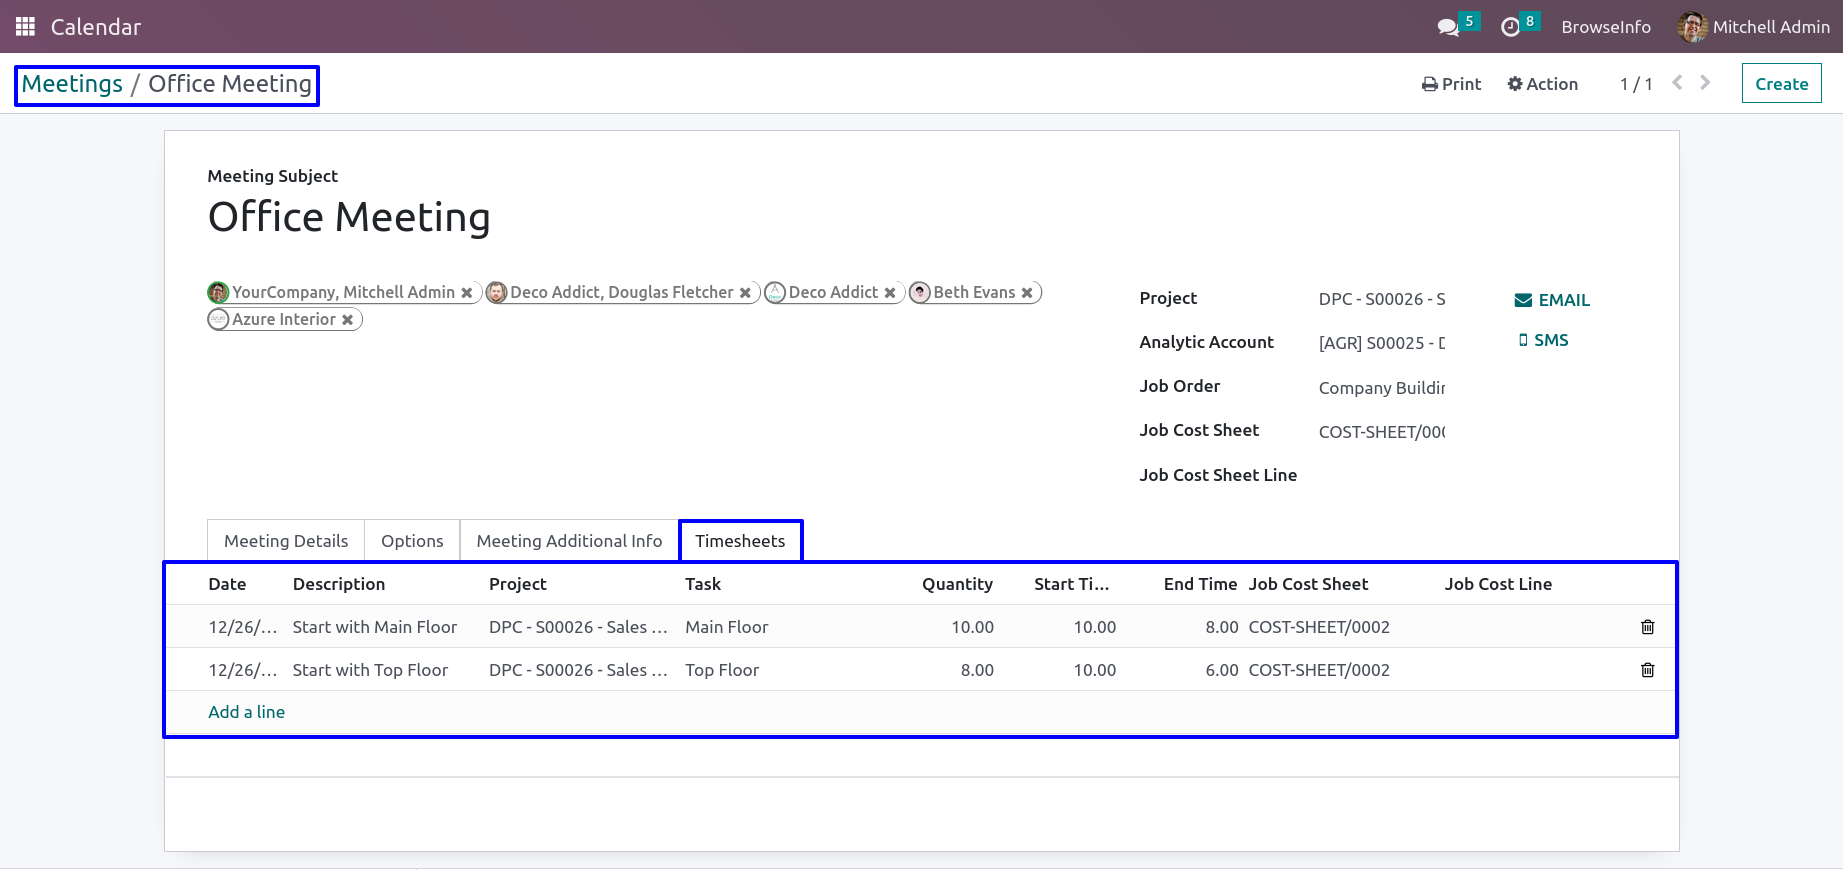 Calendar 5 8 BrowseInfo Mitchell Admin
Meetings / Office Meeting Print Action 1 / 1 Create
Meeting Subject
Office Meeting
YourCompany, Mitchell Admin ✖ Deco Addict, Douglas Fletcher ✖ Deco Addict ✖ Beth Evans ✖
Azure Interior ✖
Project DPC - S00026 - S EMAIL
Analytic Account [AGR] S00025 - D SMS
Job Order Company Buildin
Job Cost Sheet COST-SHEET/000
Job Cost Sheet Line
Meeting Details Options Meeting Additional Info Timesheets
Date Description Project Task Quantity Start Ti... End Time Job Cost Sheet Job Cost Line
12/26/... Start with Main Floor DPC - S00026 - Sales ... Main Floor 10.00 10.00 8.00 COST-SHEET/0002
12/26/... Start with Top Floor DPC - S00026 - Sales ... Top Floor 8.00 10.00 6.00 COST-SHEET/0002
Add a line